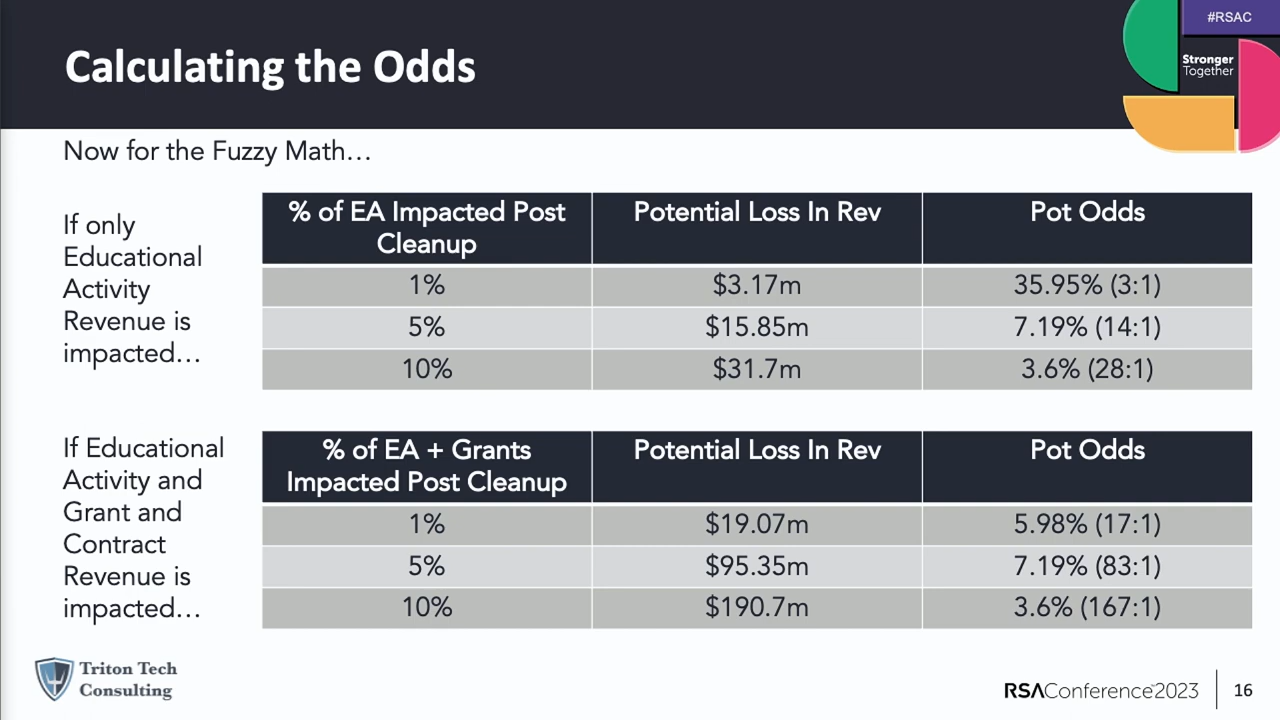 #RSAC
Stronger
Together
Calculating the Odds
Now for the Fuzzy Math...
If only
Educational
Activity
Revenue is
impacted...
% of EA Impacted Post
Cleanup
Potential Loss In Rev
Pot Odds
1%
$3.17m
35.95% (3:1)
5%
$15.85m
7.19% (14:1)
10%
$31.7m
3.6% (28:1)
If Educational
Activity and
Grant and
Contract
Revenue is
impacted...
% of EA + Grants
Impacted Post Cleanup
Potential Loss In Rev
Pot Odds
1%
$19.07m
5.98% (17:1)
5%
$95.35m
7.19% (83:1)
10%
$190.7m
3.6% (167:1)
Triton Tech
Consulting
RSAConference™2023
16